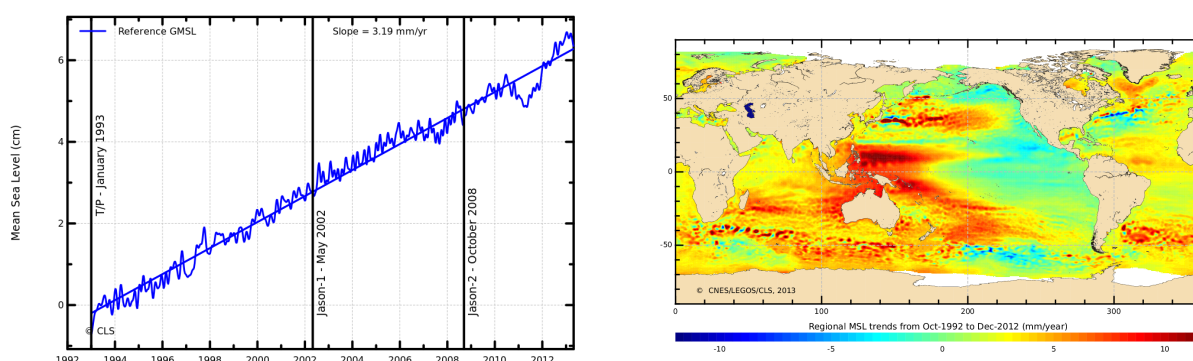 Reference GMSL
Slope = 3.19 mm/yr
Mean Sea Level (cm)
6
4
2
0
T/P - January 1993
Jason-1 - May 2002
Jason-2 - October 2008
© CLS
1992 1994 1996 1998 2000 2002 2004 2006 2008 2010 2012
50
0
-50
© CNES/LEGOS/CLS, 2013
0 100 200 300
Regional MSL trends from Oct-1992 to Dec-2012 (mm/year)
-10 -5 0 5 10